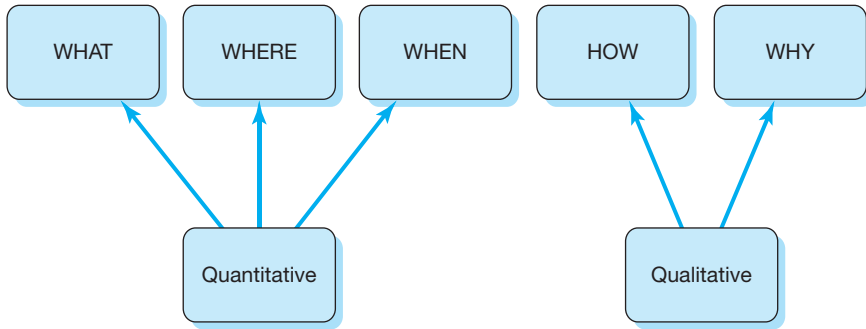 WHAT
WHERE
WHEN
HOW
WHY
Quantitative
Qualitative